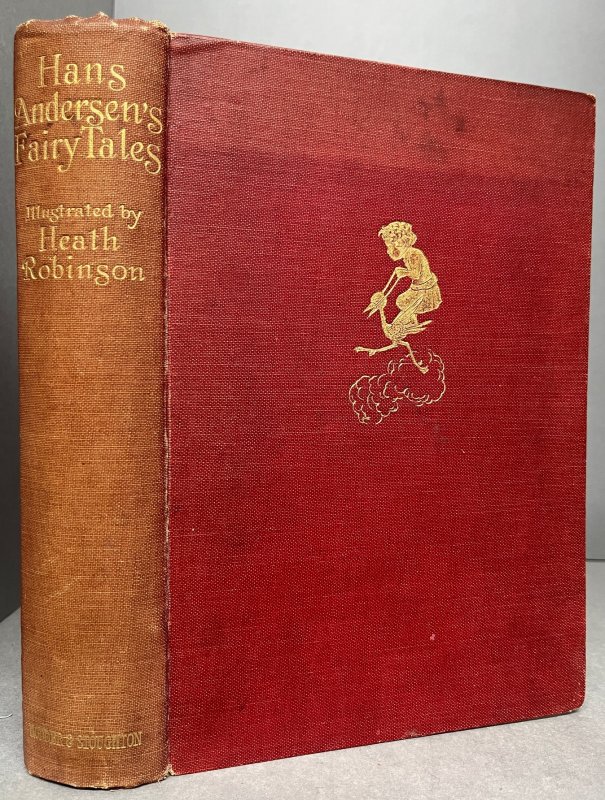 Hans
Andersen's
Fairy Tales
Illustrated by
Heath
Robinson
HODDER & STOUGHTON